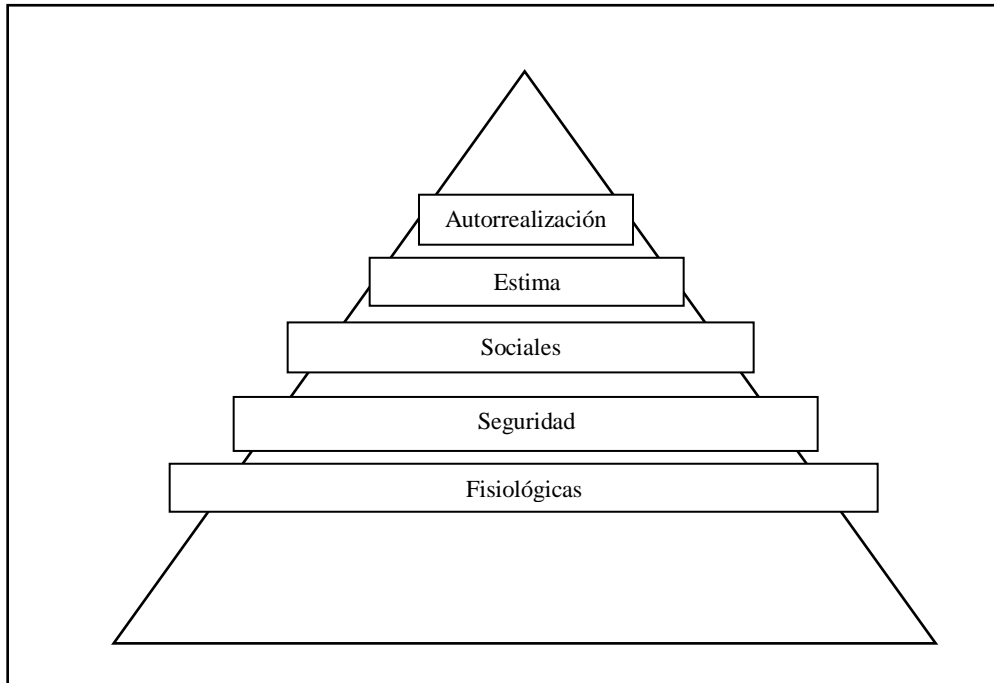 Autorrealización
Estima
Sociales
Seguridad
Fisiológicas